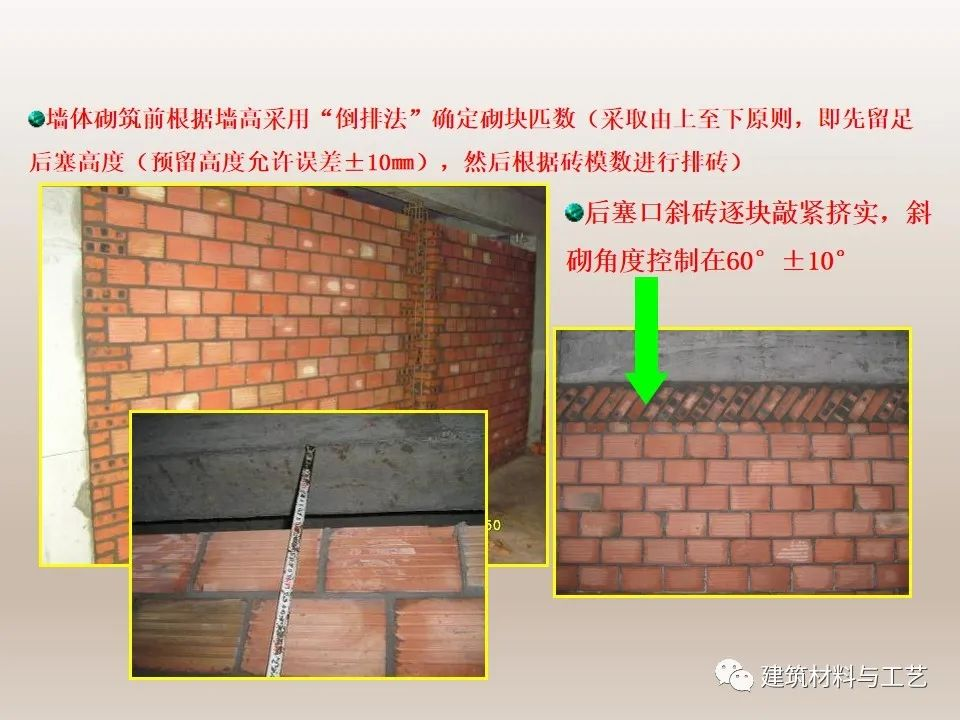 墙体砌筑前根据墙高采用“倒排法”确定砌块匹数（采取由上至下原则，即先留足
后塞高度（预留高度允许误差±10mm），然后根据砖模数进行排砖）
后塞口斜砖逐块敲紧挤实，斜
砌角度控制在60°±10°
建筑材料与工艺